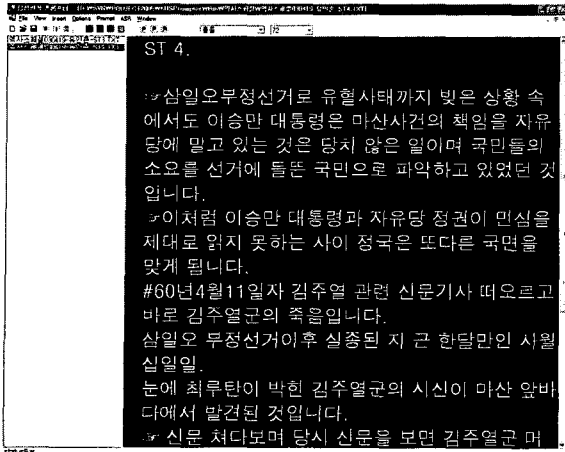 File View Insert Options Prompt ASR Window
ST 4.
☞삼일오부정선거로 유혈사태까지 빚은 상황 속
에서도 이승만 대통령은 마산사건의 책임을 자유
당에 밀고 있는 것은 당치 않은 일이며 국민들의
소요를 선거에 들뜬 국민으로 파악하고 있었던 것
입니다.
☞이처럼 이승만 대통령과 자유당 정권이 민심을
제대로 읽지 못하는 사이 정국은 또다른 국면을
맞게 됩니다.
#60년4월11일자 김주열 관련 신문기사 떠오르고
바로 김주열군의 죽음입니다.
삼일오 부정선거이후 실종된 지 근 한달만인 사월
십일일.
눈에 최루탄이 박힌 김주열군의 시신이 마산 앞바
다에서 발견된 것입니다.
☞ 신문 쳐다보며 당시 신문을 보면 김주열군 머